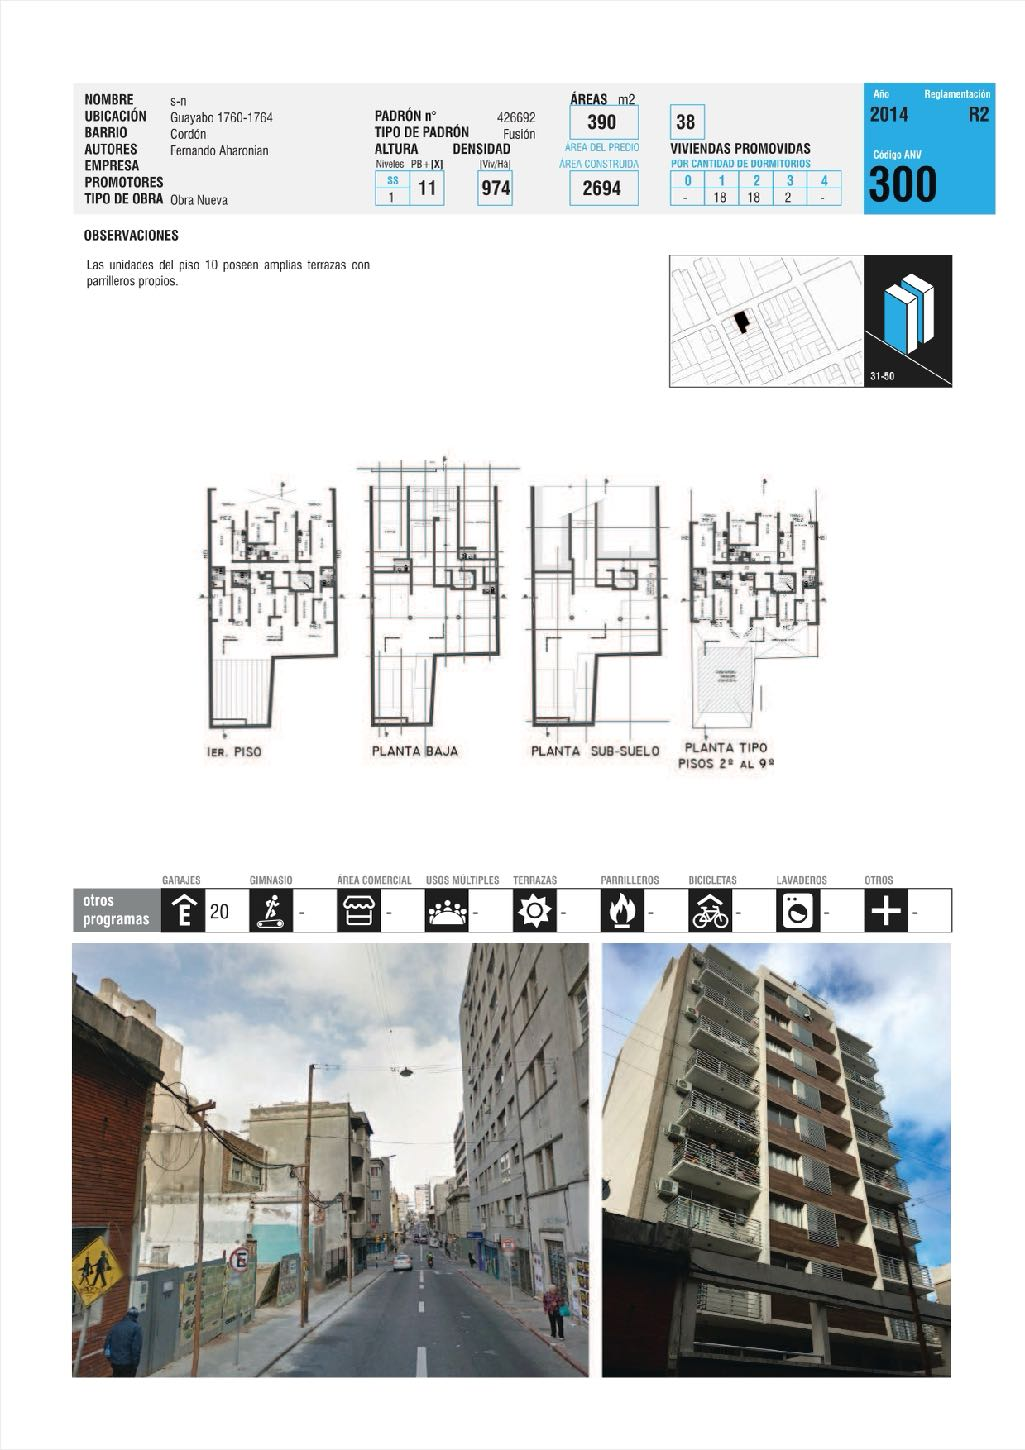 NOMBRE s-n
UBICACIÓN Guayabo 1760-1764
BARRIO Cordón
AUTORES Fernando Aharonian
EMPRESA
PROMOTORES
TIPO DE OBRA Obra Nueva
PADRÓN nº 426692
TIPO DE PADRÓN Fusión
ALTURA DENSIDAD
Niveles PB+[X] [Viv/Há]
SS 11 974
1
ÁREAS m2
390
ÁREA DEL PREDIO
ÁREA CONSTRUIDA
2694
38
VIVIENDAS PROMOVIDAS
POR CANTIDAD DE DORMITORIOS
0 1 2 3 4
- 18 18 2 -
Año Reglamentación
2014 R2
Código ANV
300
OBSERVACIONES
Las unidades del piso 10 poseen amplias terrazas con
parrilleros propios.
31-50
1ER. PISO
PLANTA BAJA
PLANTA SUB-SUELO
PLANTA TIPO
PISOS 2º AL 9º
GARAJES GIMNASIO ÁREA COMERCIAL USOS MÚLTIPLES TERRAZAS PARRILLEROS BICICLETAS LAVADEROS OTROS
otros
programas
E 20 - - - - - - - -
E